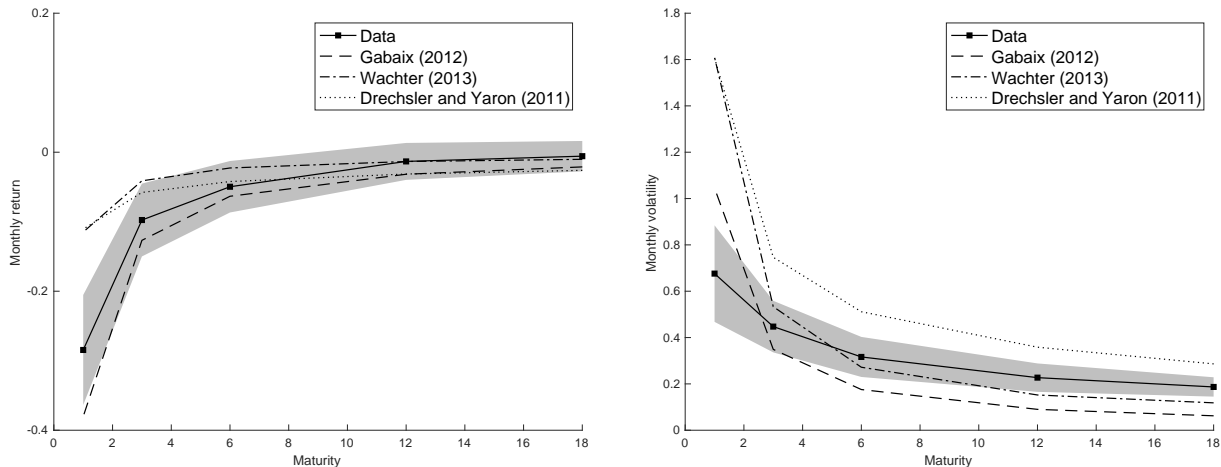 0.2
0
-0.2
-0.4
Monthly return
0 2 4 6 8 10 12 14 16 18
Maturity
Data
Gabaix (2012)
Wachter (2013)
Drechsler and Yaron (2011)
1.8
1.6
1.4
1.2
1
0.8
0.6
0.4
0.2
0
Monthly volatility
0 2 4 6 8 10 12 14 16 18
Maturity
Data
Gabaix (2012)
Wachter (2013)
Drechsler and Yaron (2011)